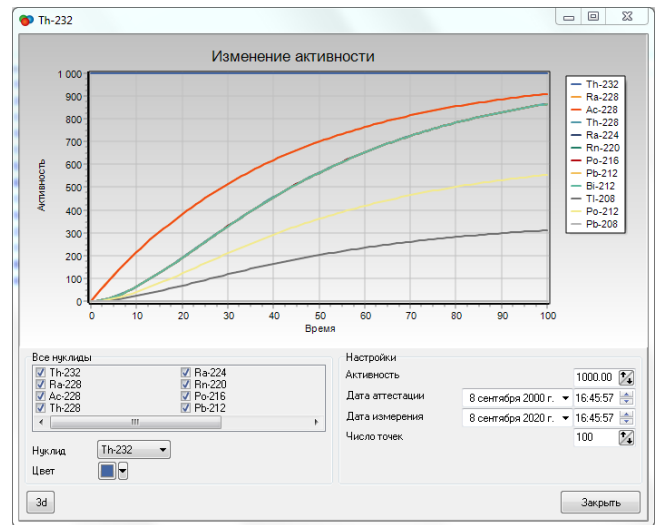 Th-232
Изменение активности
Активность
1 000
900
800
700
600
500
400
300
200
100
0
0 10 20 30 40 50 60 70 80 90 100
Время
Th-232
Ra-228
Ac-228
Th-228
Ra-224
Rn-220
Po-216
Pb-212
Bi-212
Tl-208
Po-212
Pb-208
Все нуклиды
Th-232 Ra-224
Ra-228 Rn-220
Ac-228 Po-216
Th-228 Pb-212
Нуклид Th-232
Цвет
Настройки
Активность 1000.00
Дата аттестации 8 сентября 2000 г. 16:45:57
Дата измерения 8 сентября 2020 г. 16:45:57
Число точек 100
3d
Закрыть